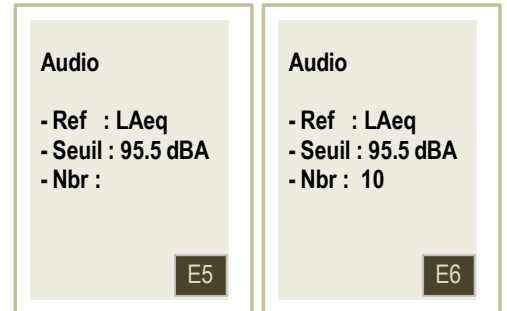 Audio
- Ref : LAeq
- Seuil : 95.5 dBA
- Nbr :
E5
Audio
- Ref : LAeq
- Seuil : 95.5 dBA
- Nbr : 10
E6